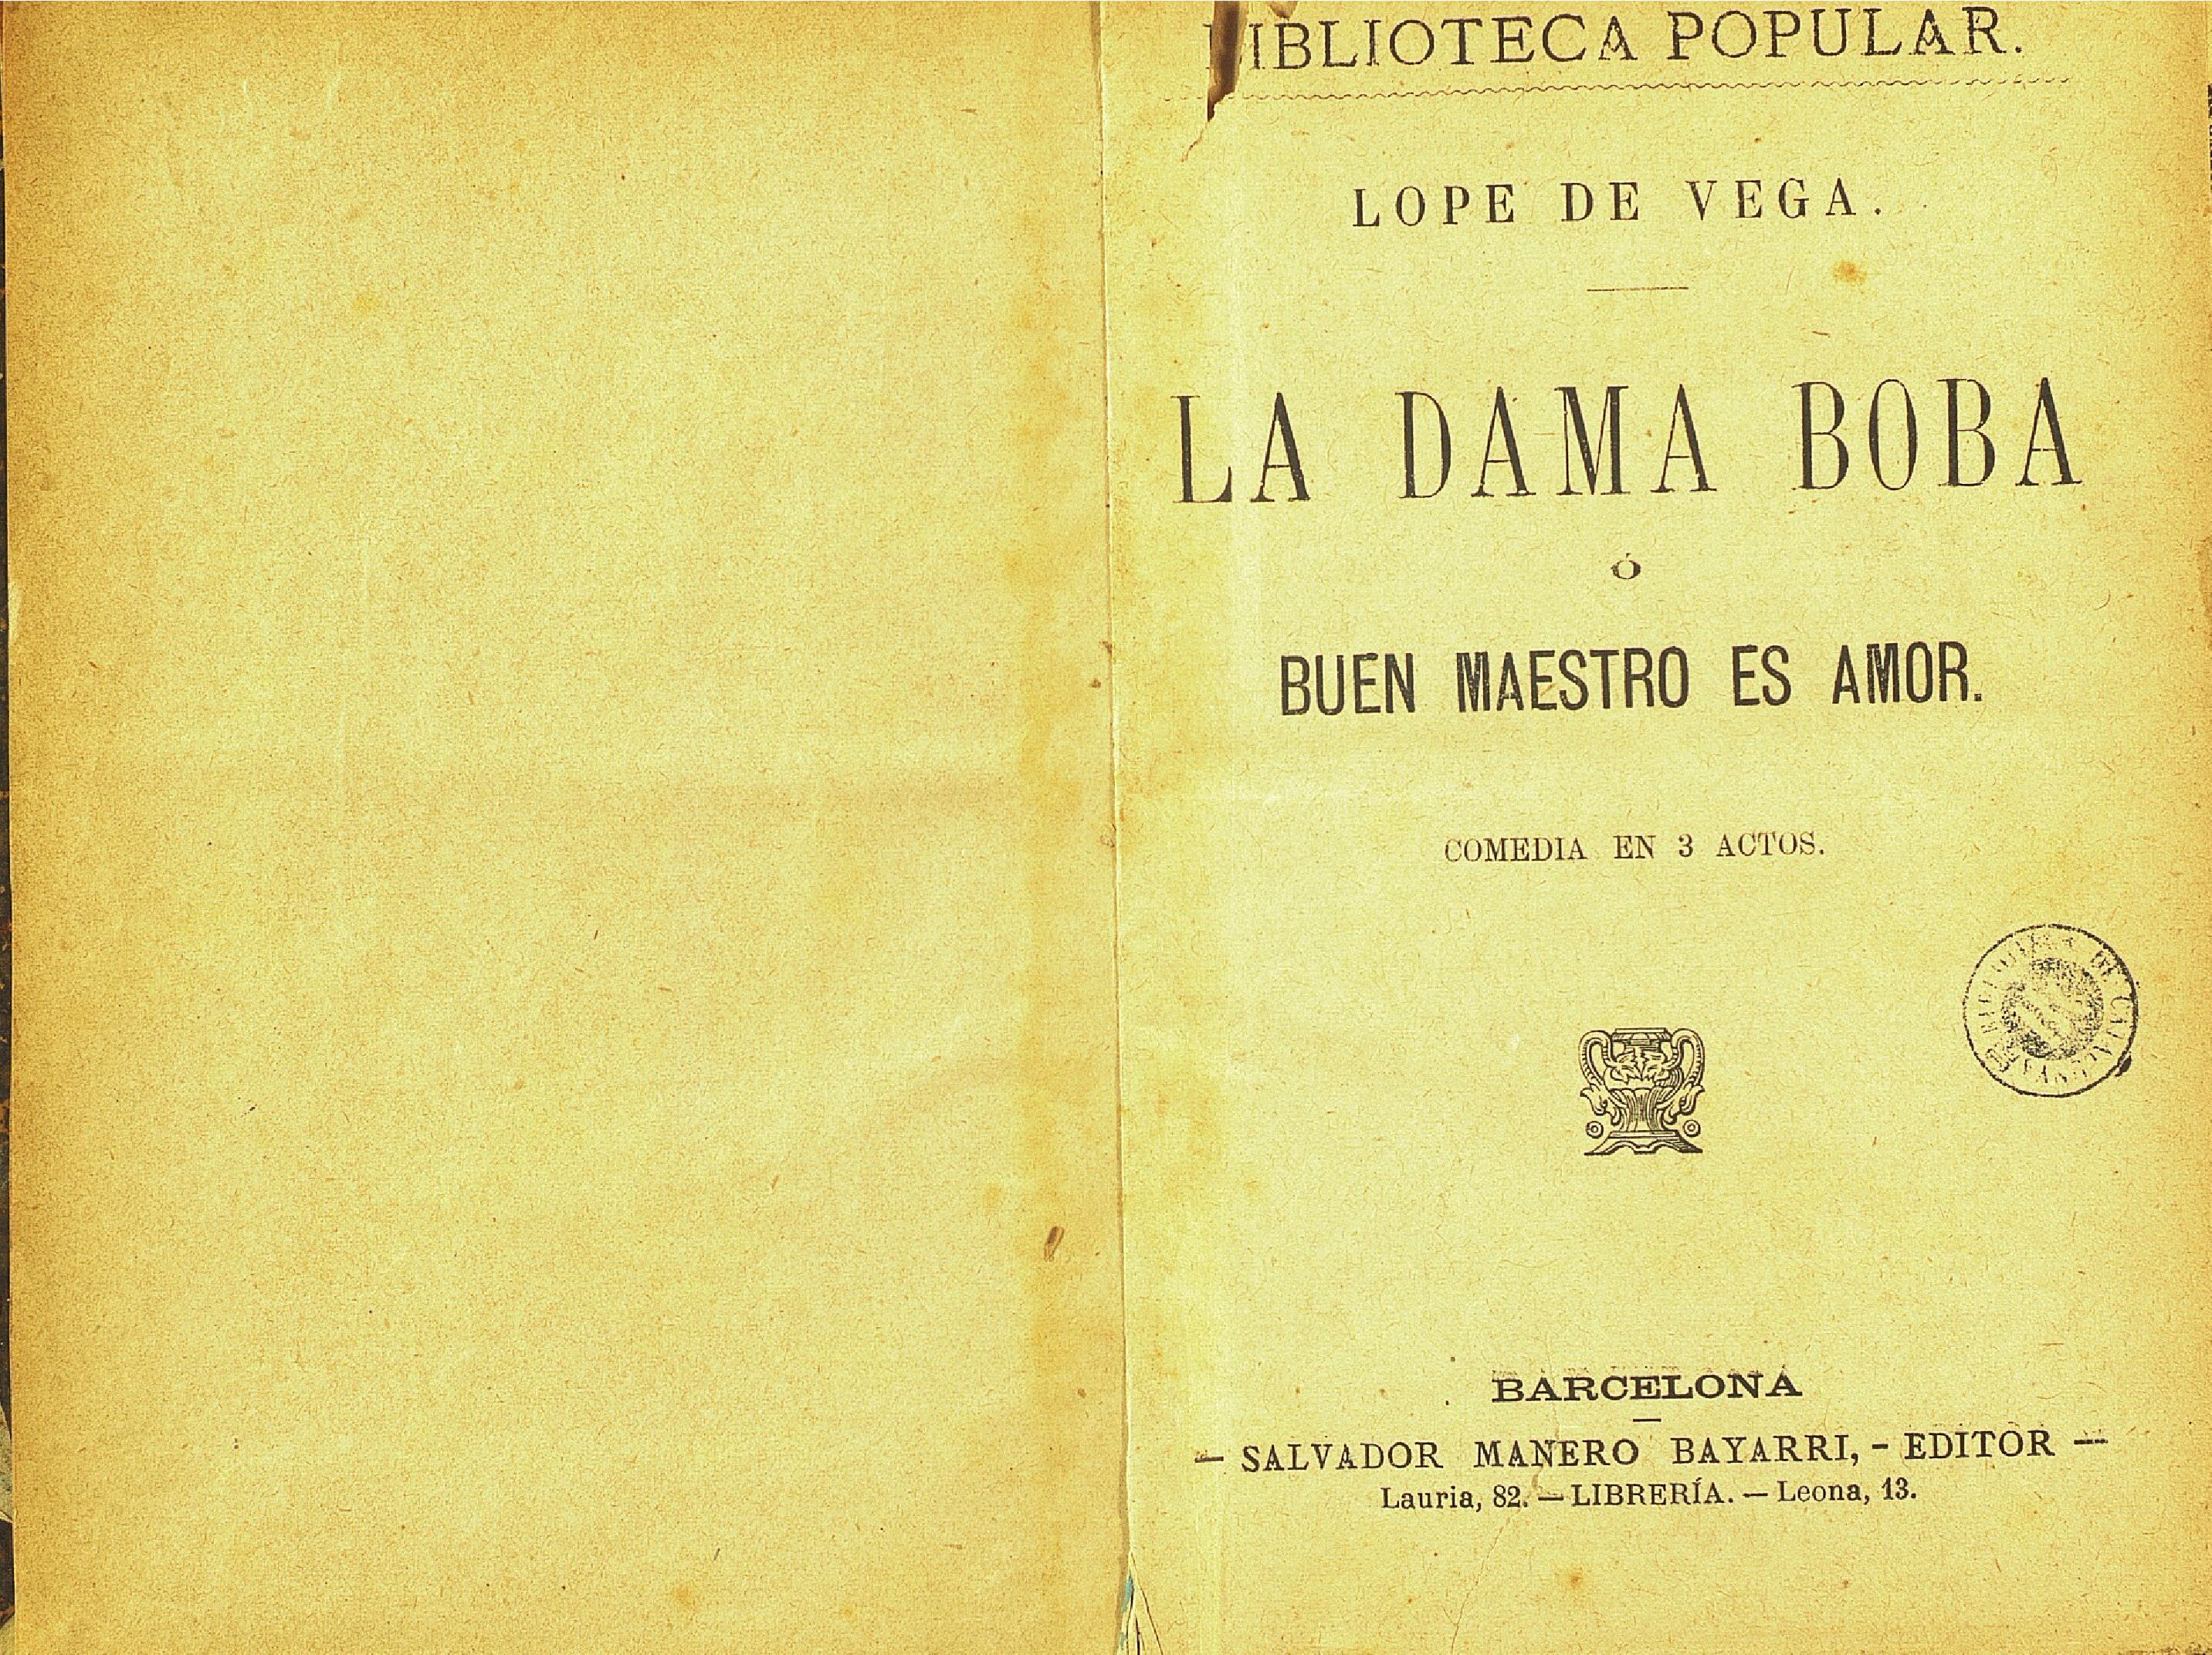 BIBLIOTECA POPULAR.
LOPE DE VEGA.
LA DAMA BOBA
Ó
BUEN MAESTRO ES AMOR.
COMEDIA EN 3 ACTOS.
BARCELONA
— SALVADOR MANERO BAYARRI, - EDITOR —
Lauria, 82. — LIBRERÍA. — Leona, 13.